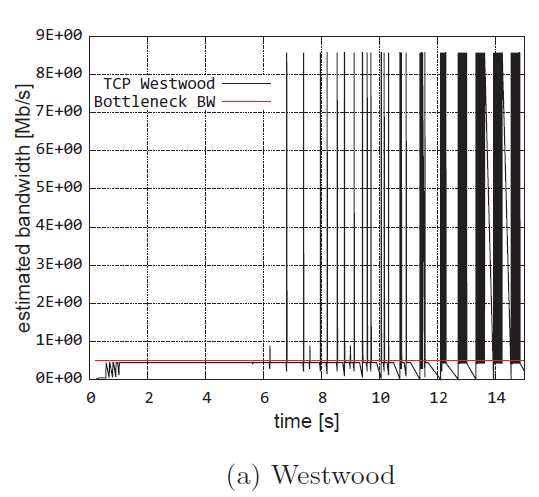 9E+00
8E+00
7E+00
6E+00
5E+00
4E+00
3E+00
2E+00
1E+00
0E+00
estimated bandwidth [Mb/s]
TCP Westwood
Bottleneck BW
0 2 4 6 8 10 12 14
time [s]
(a) Westwood